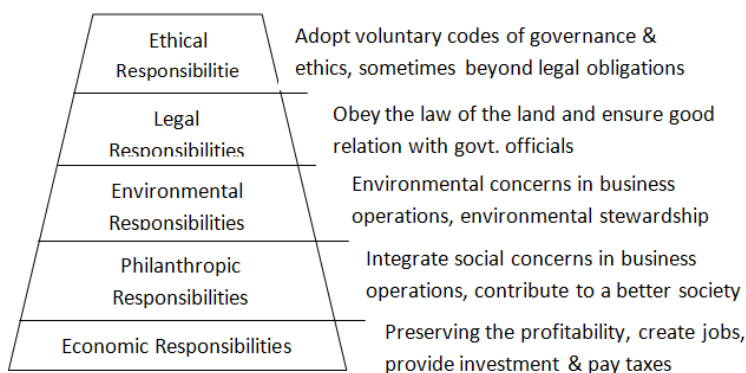 Ethical
Responsibilitie
Adopt voluntary codes of governance &
ethics, sometimes beyond legal obligations
Legal
Responsibilities
Obey the law of the land and ensure good
relation with govt. officials
Environmental
Responsibilities
Environmental concerns in business
operations, environmental stewardship
Philanthropic
Responsibilities
Integrate social concerns in business
operations, contribute to a better society
Economic Responsibilities
Preserving the profitability, create jobs,
provide investment & pay taxes